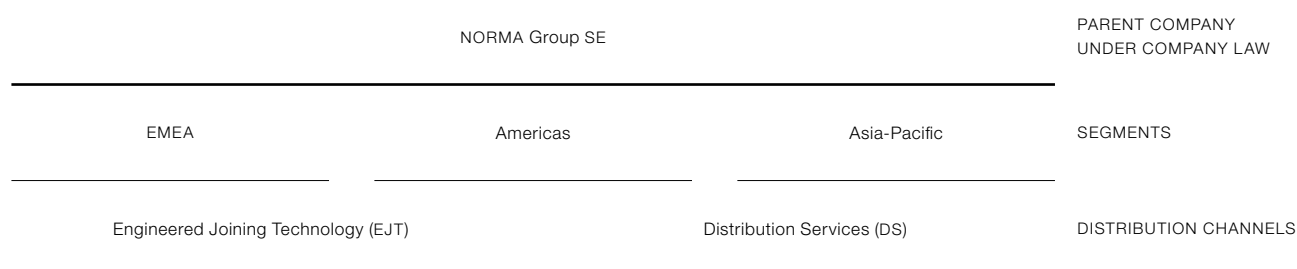 NORMA Group SE
PARENT COMPANY
UNDER COMPANY LAW
EMEA
Americas
Asia-Pacific
SEGMENTS
Engineered Joining Technology (EJT)
Distribution Services (DS)
DISTRIBUTION CHANNELS